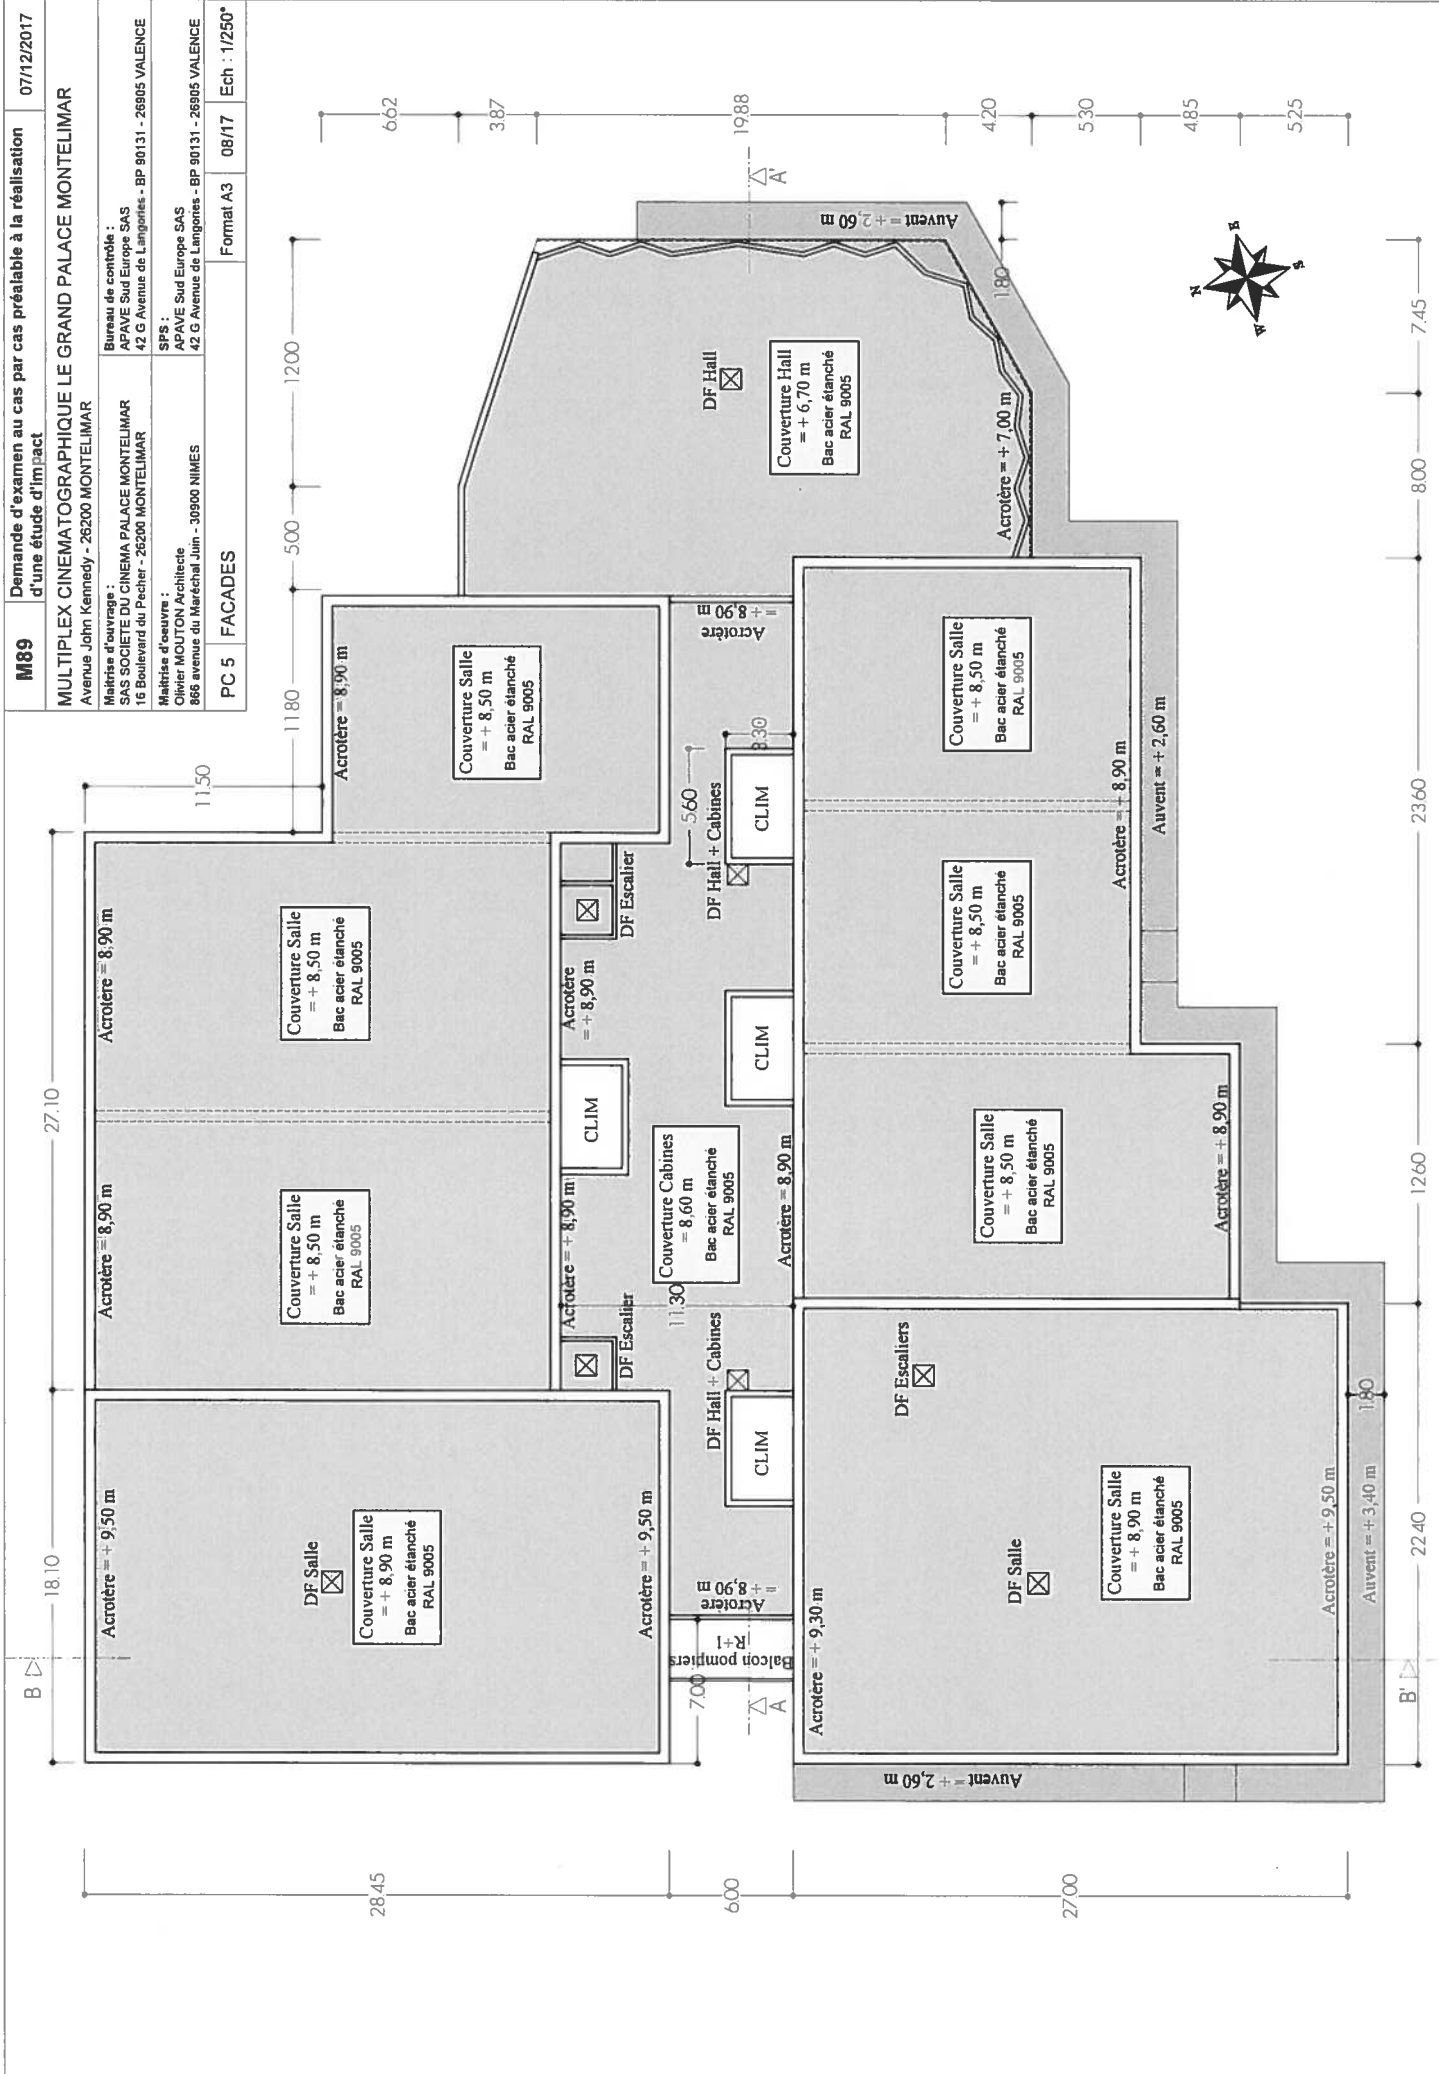 M89
Demande d'examen au cas par cas préalable à la réalisation
d'une étude d'impact
07/12/2017
MULTIPLEX CINEMATOGRAPHIQUE LE GRAND PALACE MONTELIMAR
Avenue John Kennedy - 26200 MONTELIMAR
Maîtrise d'ouvrage :
SAS SOCIETE DU CINEMA PALACE MONTELIMAR
16 Boulevard du Pecher - 26200 MONTELIMAR
Bureau de contrôle :
APAVE Sud Europe SAS
42 G Avenue de Langories - BP 90131 - 26905 VALENCE
Maîtrise d'oeuvre :
Olivier MOUTON Architecte
866 avenue du Maréchal Juin - 30900 NIMES
SPS :
APAVE Sud Europe SAS
42 G Avenue de Langories - BP 90131 - 26905 VALENCE
PC 5
FACADES
Format A3
08/17
Ech : 1/250°
B
18.10
27.10
11.50
11.80
5.00
12.00
6.62
3.87
19.88
4.20
5.30
4.85
5.25
28.45
6.00
27.00
Acrotère = + 9,50 m
Acrotère = 8,90 m
Acrotère = 8,90 m
Acrotère = 8,90 m
DF Salle
Couverture Salle
= + 8,90 m
Bac acier étanché
RAL 9005
Couverture Salle
= + 8,50 m
Bac acier étanché
RAL 9005
Couverture Salle
= + 8,50 m
Bac acier étanché
RAL 9005
Couverture Salle
= + 8,50 m
Bac acier étanché
RAL 9005
Acrotère = + 9,50 m
Acrotère = + 8,90 m
Acrotère
= + 8,90 m
DF Escalier
CLIM
DF Escalier
Acrotère
= + 8,90 m
Balcon pompiers
R+1
7.00
A
Acrotère
= + 8,90 m
DF Hall + Cabines
CLIM
11.30
Couverture Cabines
= 8,60 m
Bac acier étanché
RAL 9005
Acrotère = 8,90 m
CLIM
DF Hall + Cabines
CLIM
5.60
3.30
DF Hall
Couverture Hall
= + 6,70 m
Bac acier étanché
RAL 9005
Acrotère = + 7,00 m
A'
Auvent = + 2,60 m
1.80
Acrotère = + 9,30 m
DF Escaliers
DF Salle
Couverture Salle
= + 8,90 m
Bac acier étanché
RAL 9005
Couverture Salle
= + 8,50 m
Bac acier étanché
RAL 9005
Couverture Salle
= + 8,50 m
Bac acier étanché
RAL 9005
Couverture Salle
= + 8,50 m
Bac acier étanché
RAL 9005
Acrotère = + 8,90 m
Auvent = + 2,60 m
Acrotère = + 8,90 m
Acrotère = + 9,50 m
Auvent = + 3,40 m
1.80
Auvent = + 2,60 m
N
E
S
W
B'
22.40
12.60
23.60
8.00
7.45